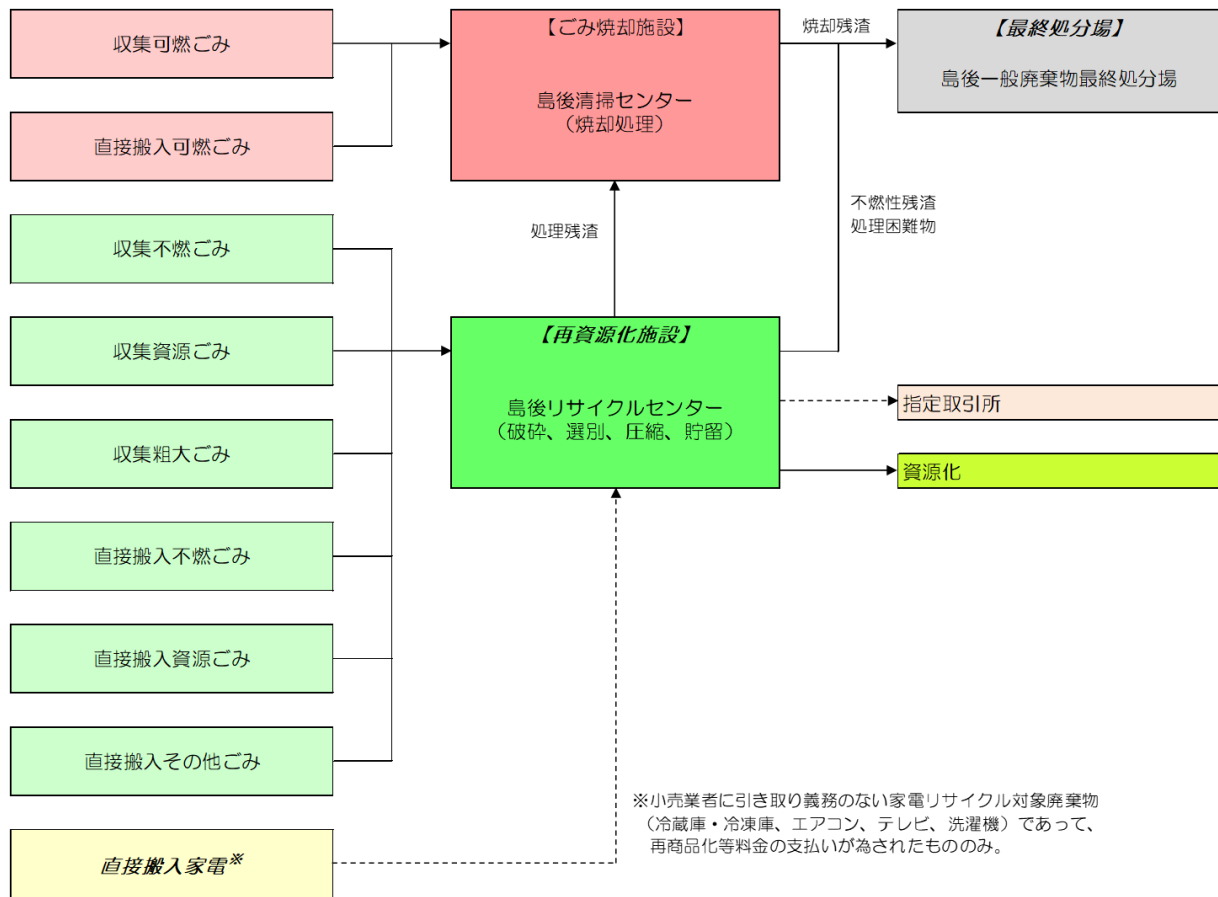 収集可燃ごみ
直接搬入可燃ごみ
収集不燃ごみ
収集資源ごみ
収集粗大ごみ
直接搬入不燃ごみ
直接搬入資源ごみ
直接搬入その他ごみ
直接搬入家電※
【ごみ焼却施設】
島後清掃センター
（焼却処理）
処理残渣
【再資源化施設】
島後リサイクルセンター
（破砕、選別、圧縮、貯留）
焼却残渣
不燃性残渣
処理困難物
【最終処分場】
島後一般廃棄物最終処分場
指定取引所
資源化
※小売業者に引き取り義務のない家電リサイクル対象廃棄物
（冷蔵庫・冷凍庫、エアコン、テレビ、洗濯機）であって、
再商品化等料金の支払いが為されたもののみ。